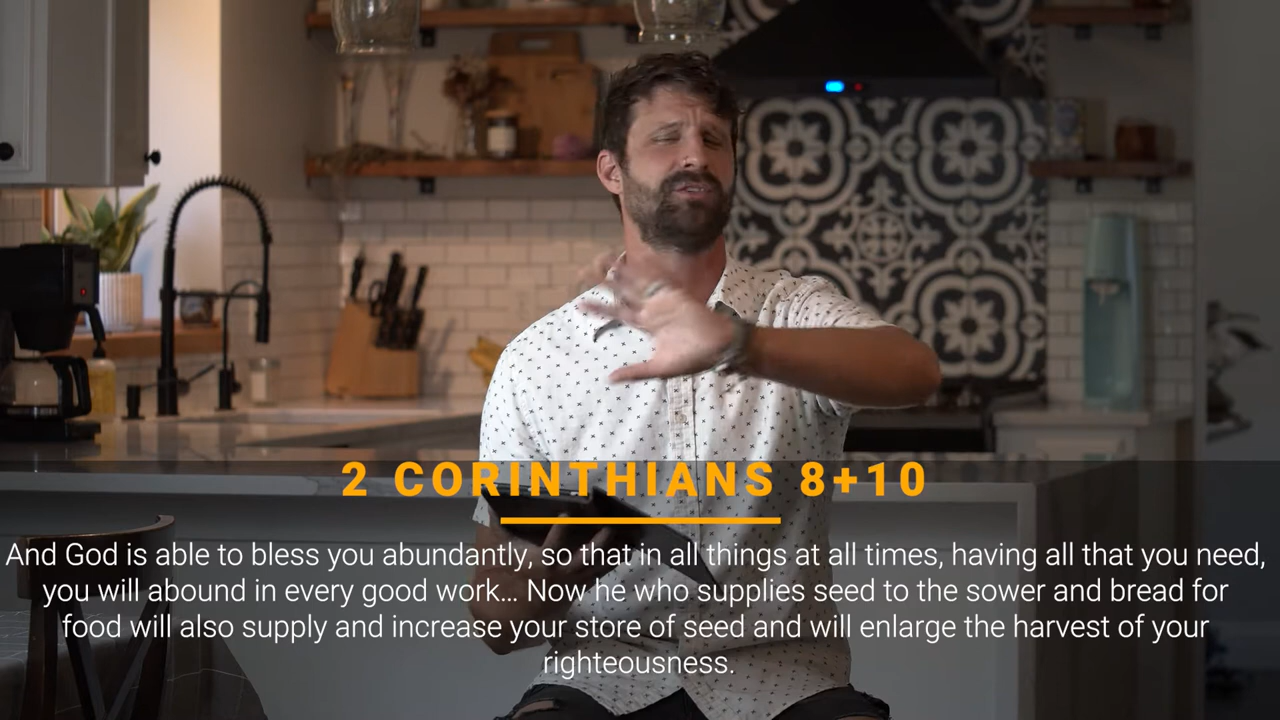 2 CORINTHIANS 8+10
And God is able to bless you abundantly, so that in all things at all times, having all that you need,
you will abound in every good work... Now he who supplies seed to the sower and bread for
food will also supply and increase your store of seed and will enlarge the harvest of your
righteousness.